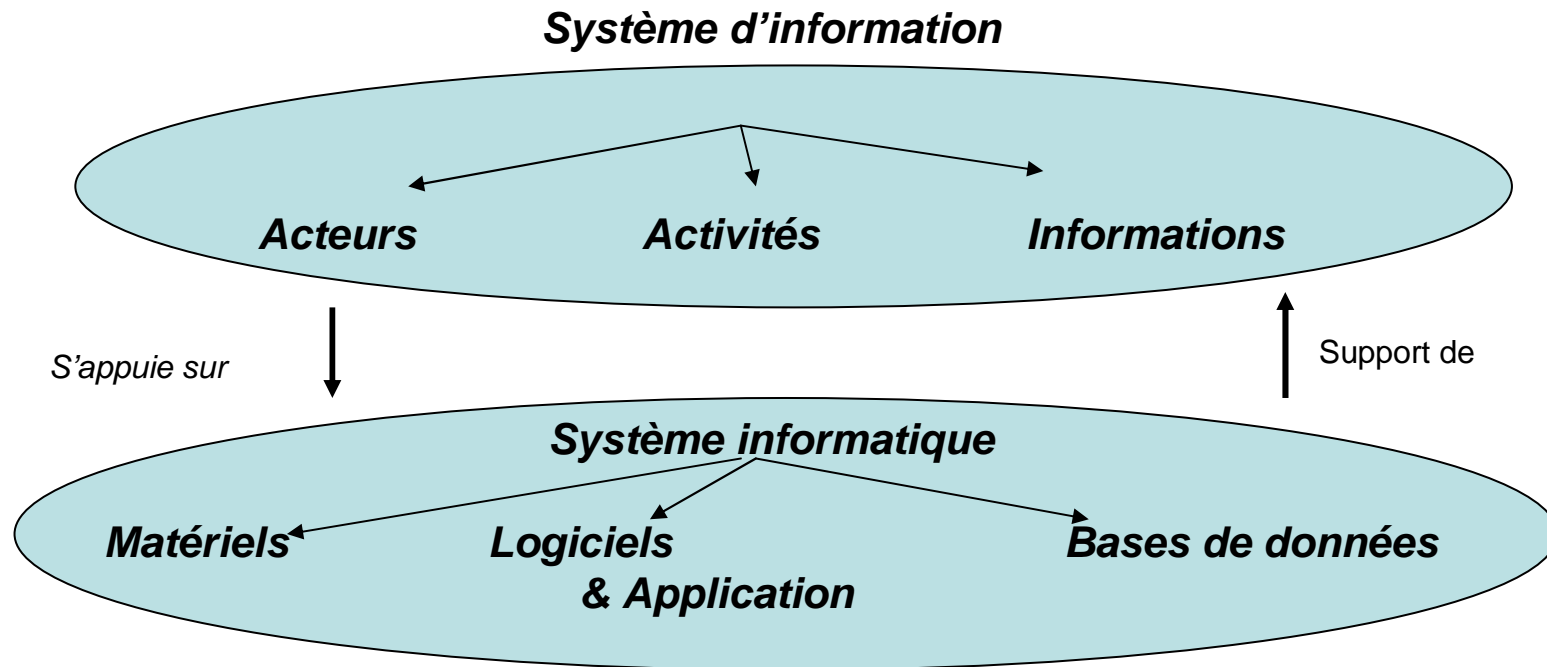 Système d’information
Acteurs Activités Informations
S’appuie sur
Support de
Système informatique
Matériels Logiciels Bases de données
& Application